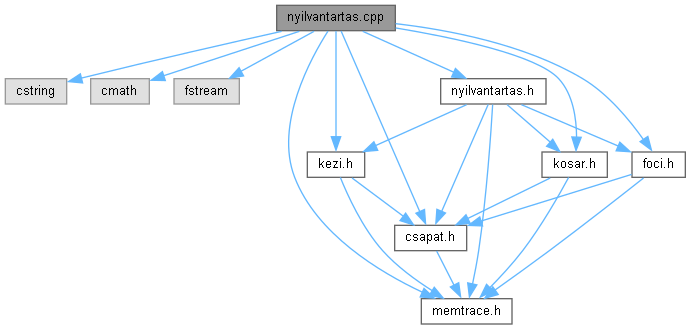 nyilvantartas.cpp
cstring
cmath
fstream
nyilvantartas.h
kezi.h
kosar.h
foci.h
csapat.h
memtrace.h